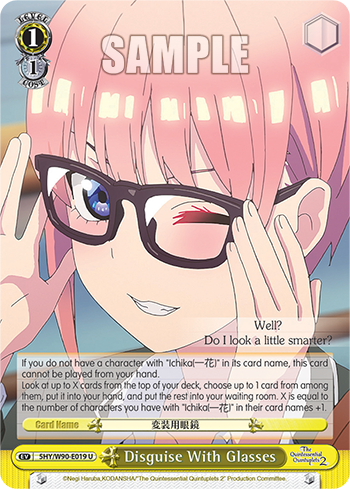 LEVEL
1
1
COST
SAMPLE
Well?
Do I look a little smarter?
If you do not have a character with "Ichika(一花)" in its card name, this card
cannot be played from your hand.
Look at up to X cards from the top of your deck, choose up to 1 card from among
them, put it into your hand, and put the rest into your waiting room. X is equal to
the number of characters you have with "Ichika(一花)" in their card names +1.
Card Name 変装用眼鏡
EV 5HY/W90-E019 U Disguise With Glasses
The Quintessential Quintuplets 2
©Negi Haruba,KODANSHA/"The Quintessential Quintuplets 2" Production Committee.